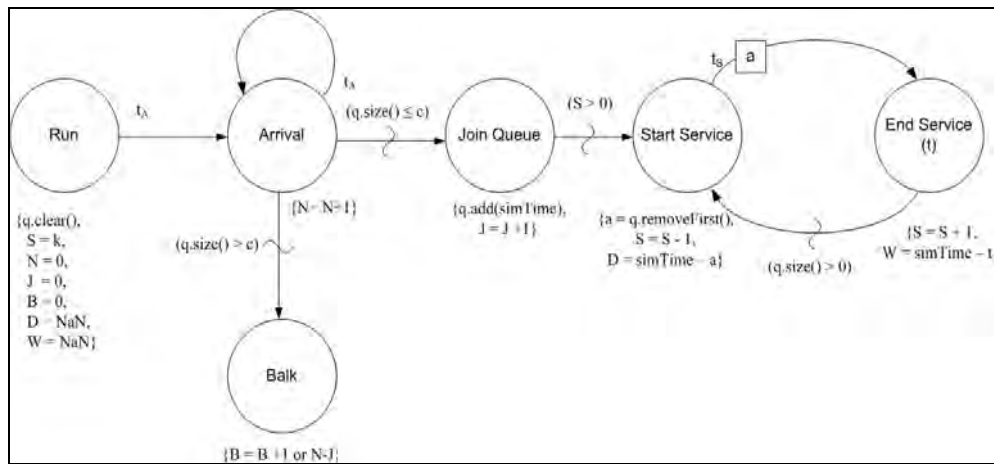 t_A
(q.size() ≤ c)
(S > 0)
t_S
a
Run
t_A
Arrival
Join Queue
Start Service
End Service
(t)
{q.clear(),
S = k,
N = 0,
J = 0,
B = 0,
D = NaN,
W = NaN}
{N = N+1}
(q.size() > c)
{q.add(simTime),
J = J +1}
{a = q.removeFirst(),
S = S - 1,
D = simTime – a}
(q.size() > 0)
{S = S + 1,
W = simTime – t
Balk
{B = B +1 or N-J}